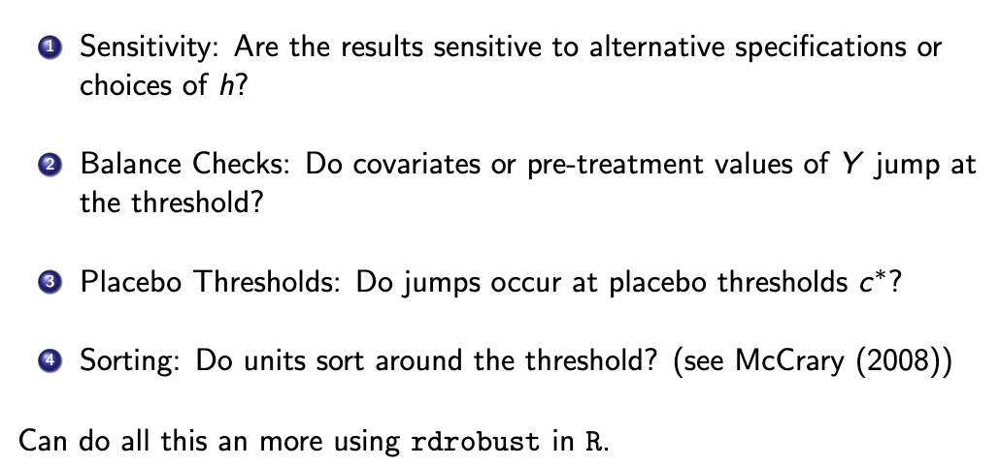 1 Sensitivity: Are the results sensitive to alternative specifications or
choices of h?
2 Balance Checks: Do covariates or pre-treatment values of Y jump at
the threshold?
3 Placebo Thresholds: Do jumps occur at placebo thresholds c*?
4 Sorting: Do units sort around the threshold? (see McCrary (2008))
Can do all this an more using rdrobust in R.